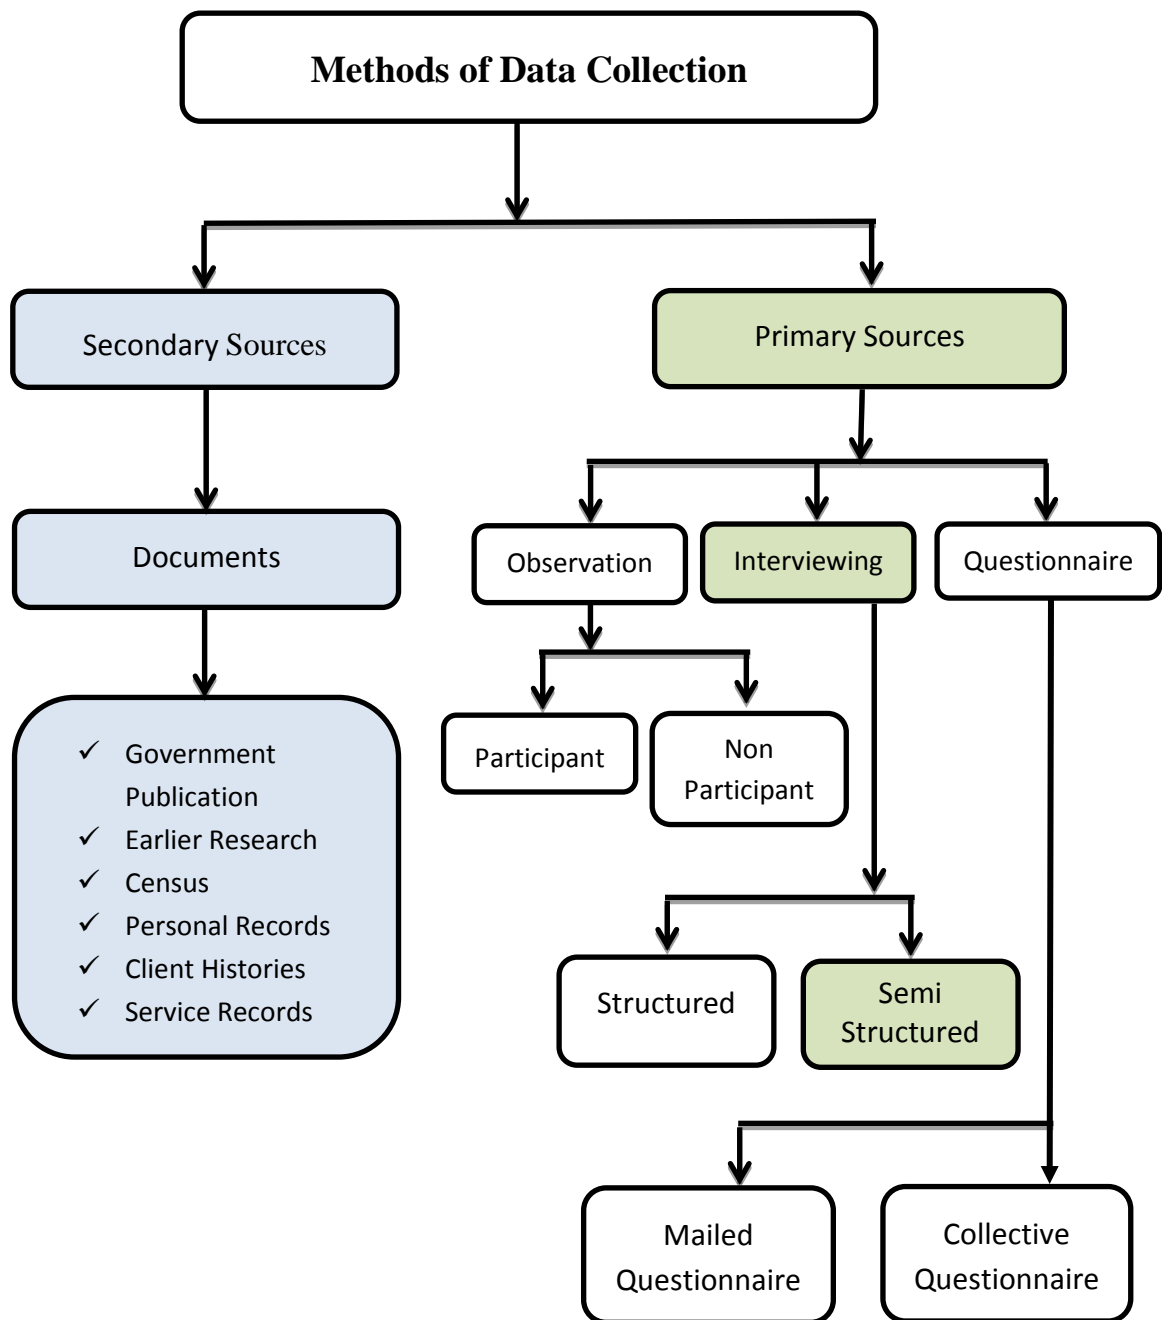 Methods of Data Collection
Secondary Sources
Primary Sources
Documents
Observation
Interviewing
Questionnaire
Government
Publication
Earlier Research
Census
Personal Records
Client Histories
Service Records
Participant
Non
Participant
Structured
Semi
Structured
Mailed
Questionnaire
Collective
Questionnaire